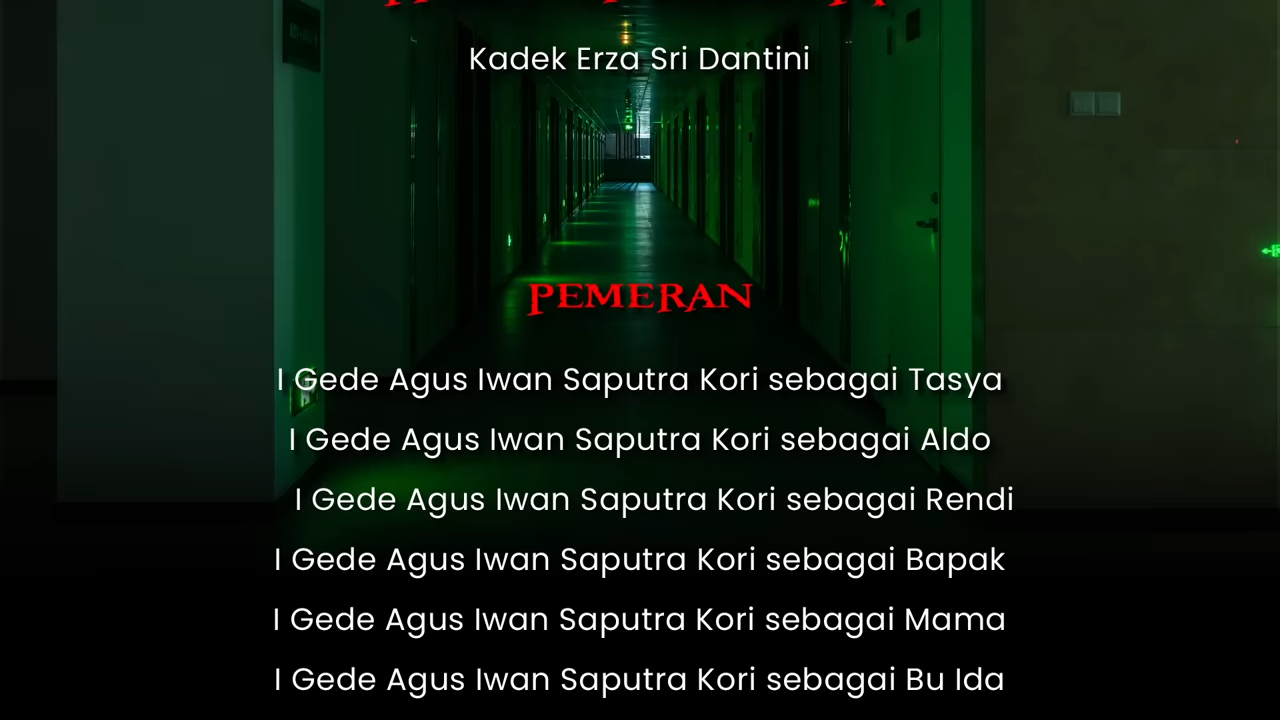 Kadek Erza Sri Dantini
PEMERAN
I Gede Agus Iwan Saputra Kori sebagai Tasya
I Gede Agus Iwan Saputra Kori sebagai Aldo
I Gede Agus Iwan Saputra Kori sebagai Rendi
I Gede Agus Iwan Saputra Kori sebagai Bapak
I Gede Agus Iwan Saputra Kori sebagai Mama
I Gede Agus Iwan Saputra Kori sebagai Bu Ida